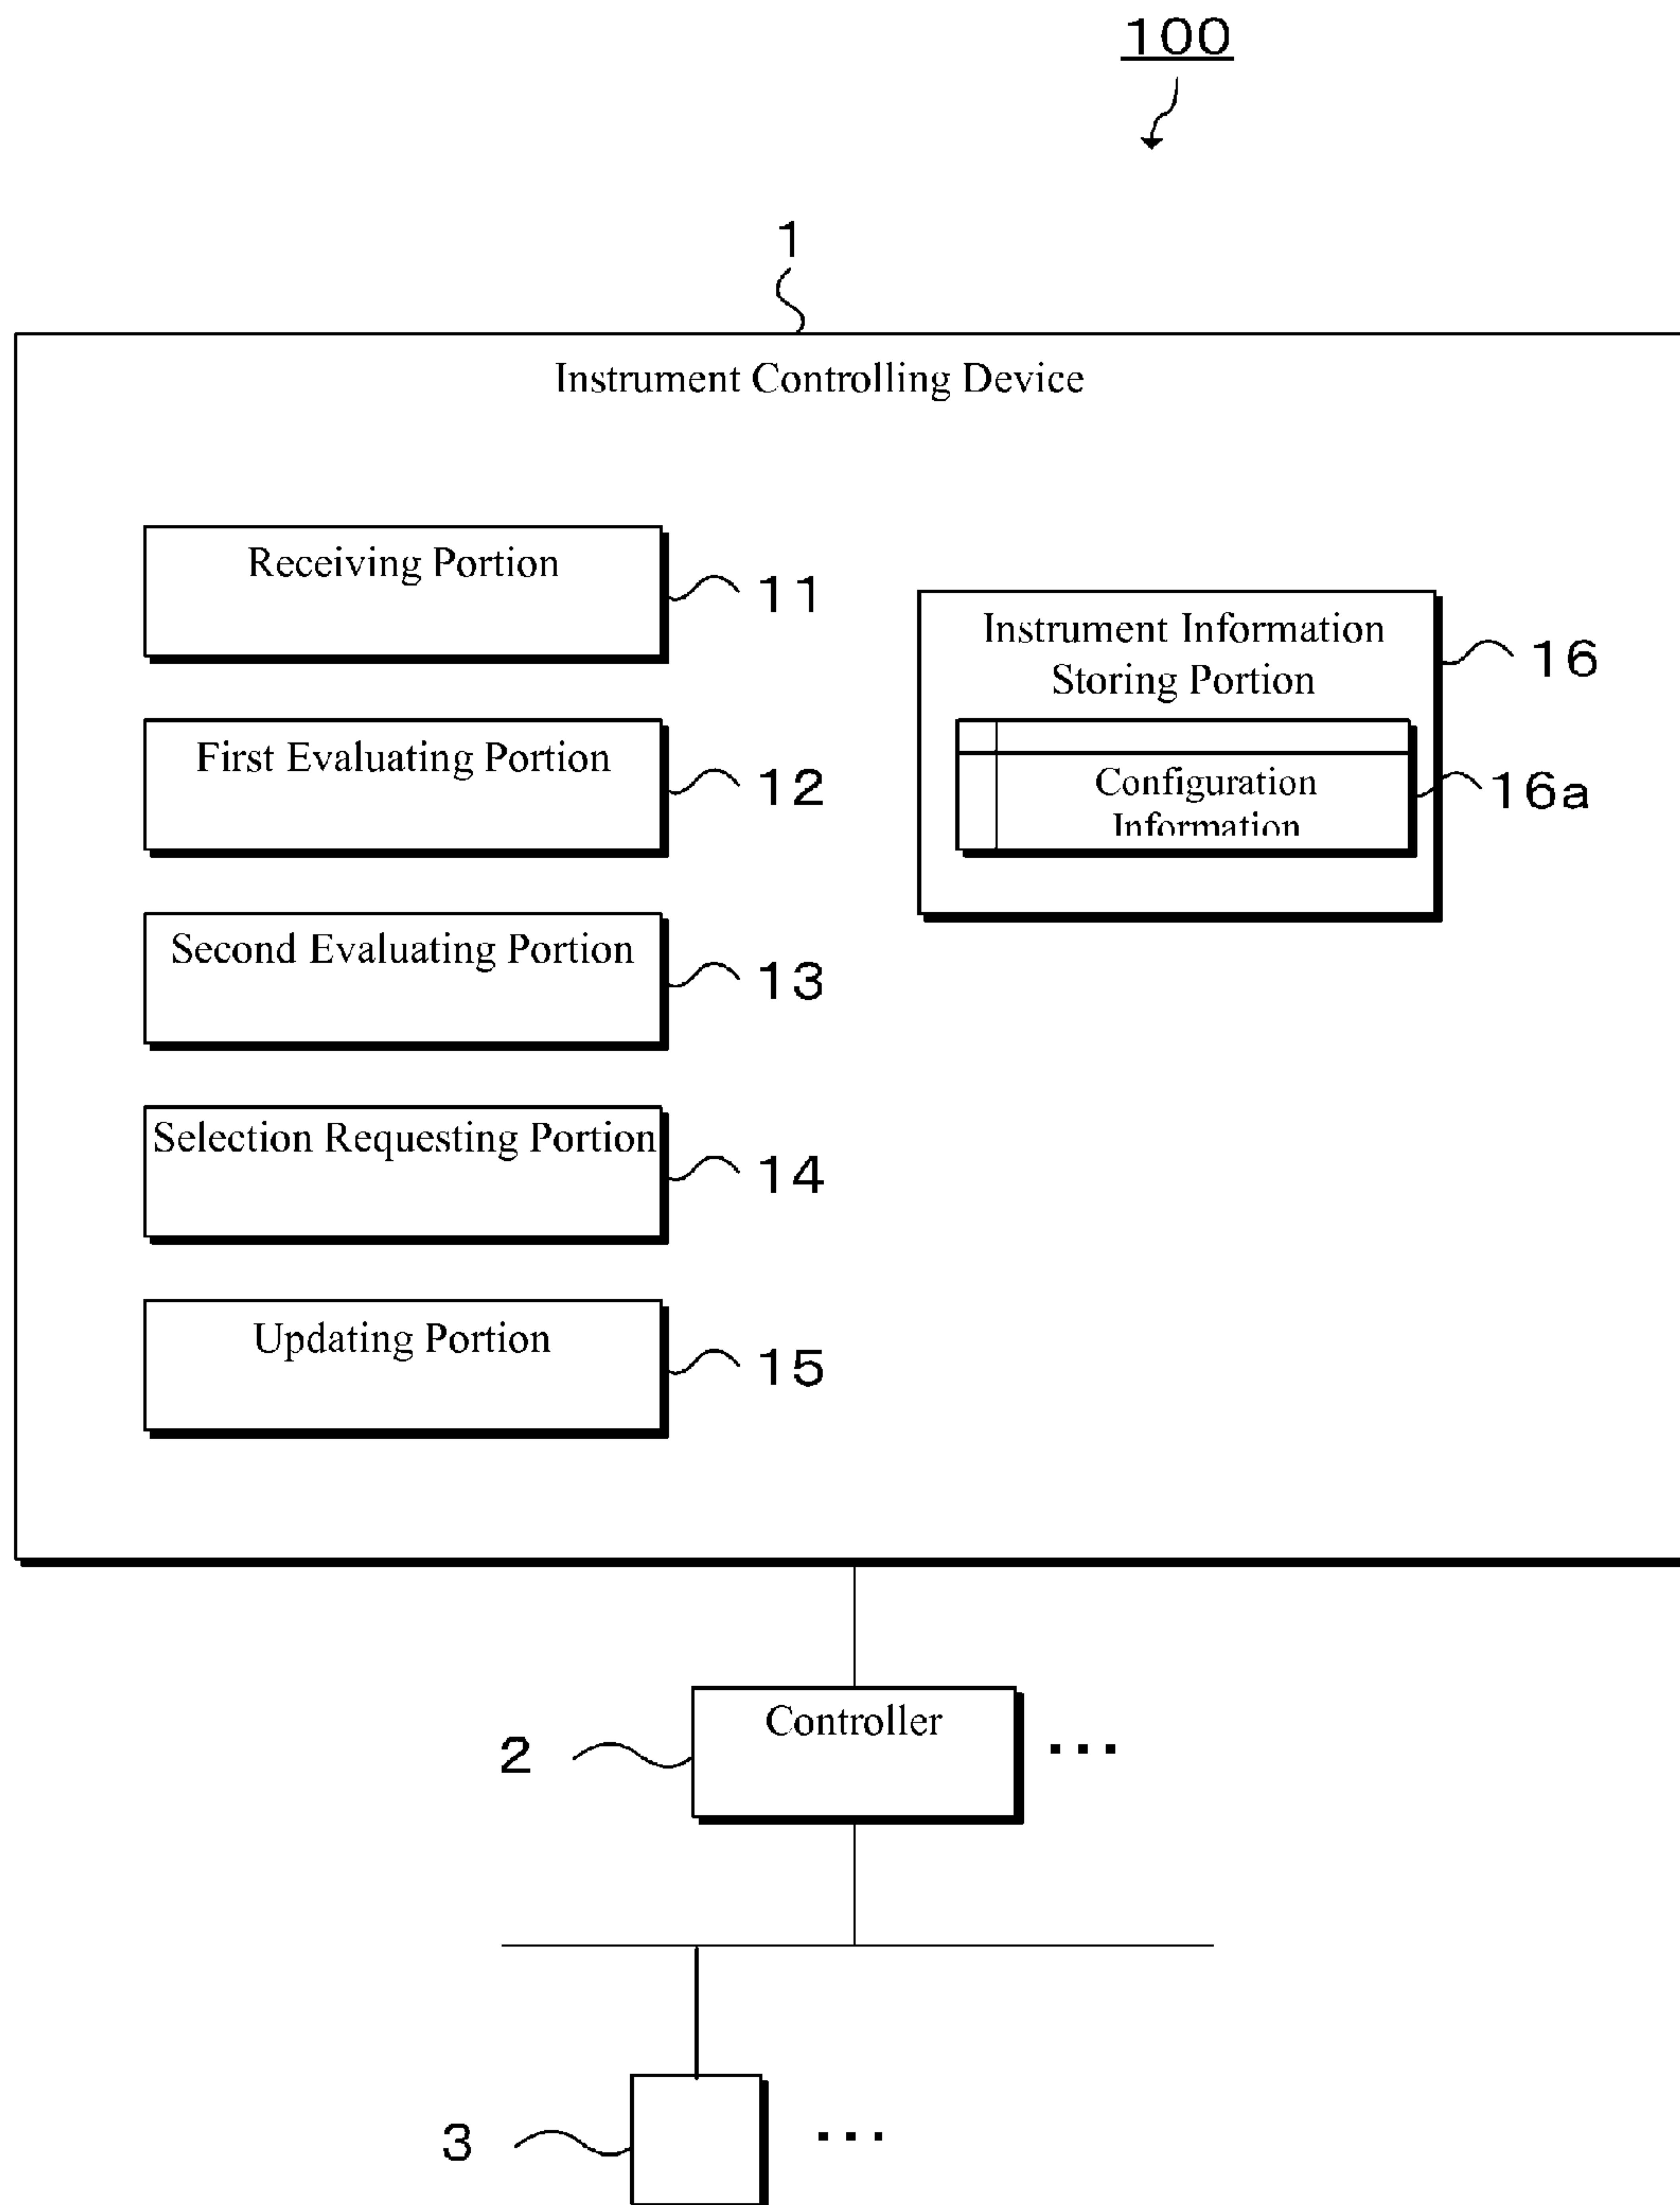 100
1
Instrument Controlling Device
Receiving Portion
11
First Evaluating Portion
12
Second Evaluating Portion
13
Selection Requesting Portion
14
Updating Portion
15
Instrument Information
Storing Portion
16
Configuration
Information
16a
Controller
2
...
3
...